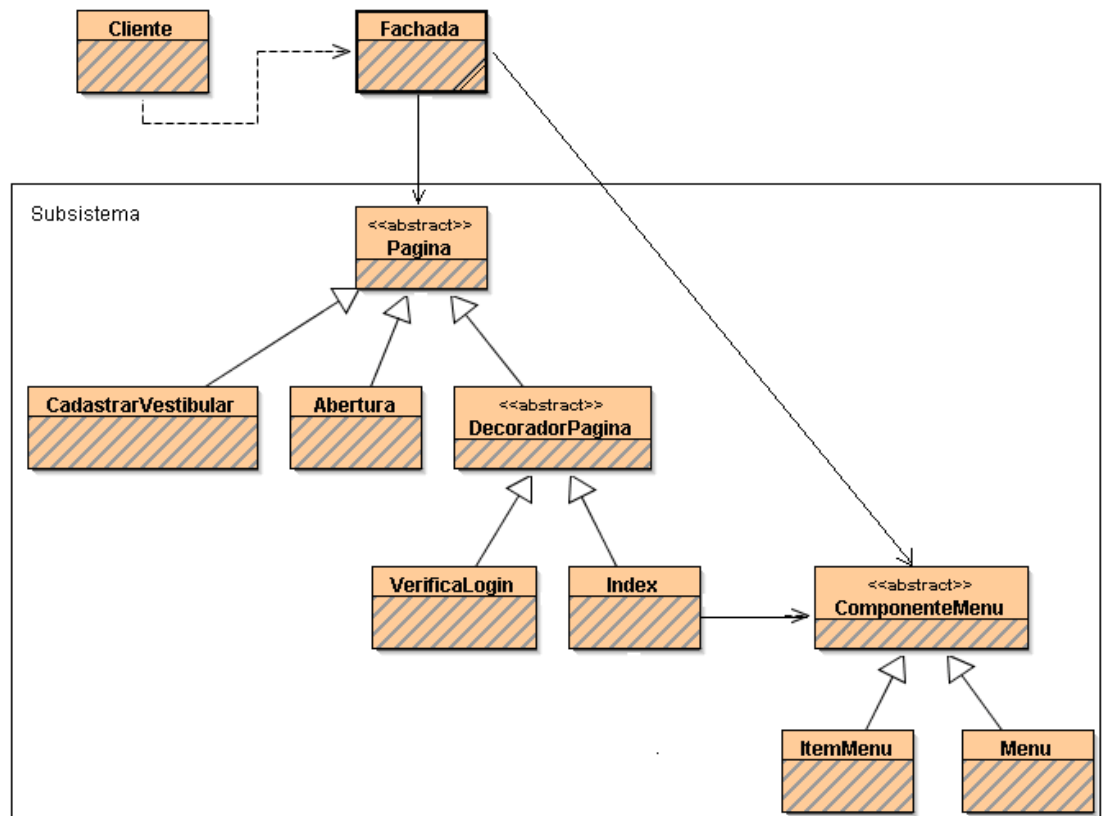 Cliente
Fachada
Subsistema
<<abstract>>
Pagina
CadastrarVestibular
Abertura
<<abstract>>
DecoradorPagina
VerificaLogin
Index
<<abstract>>
ComponenteMenu
ItemMenu
Menu